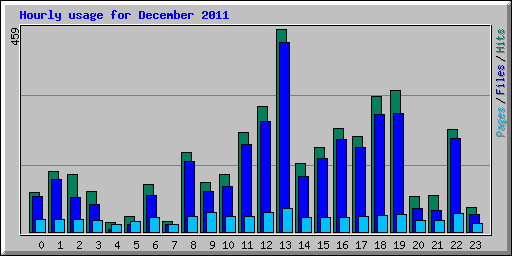 Hourly usage for December 2011
459
Pages / Files / Hits
0 1 2 3 4 5 6 7 8 9 10 11 12 13 14 15 16 17 18 19 20 21 22 23